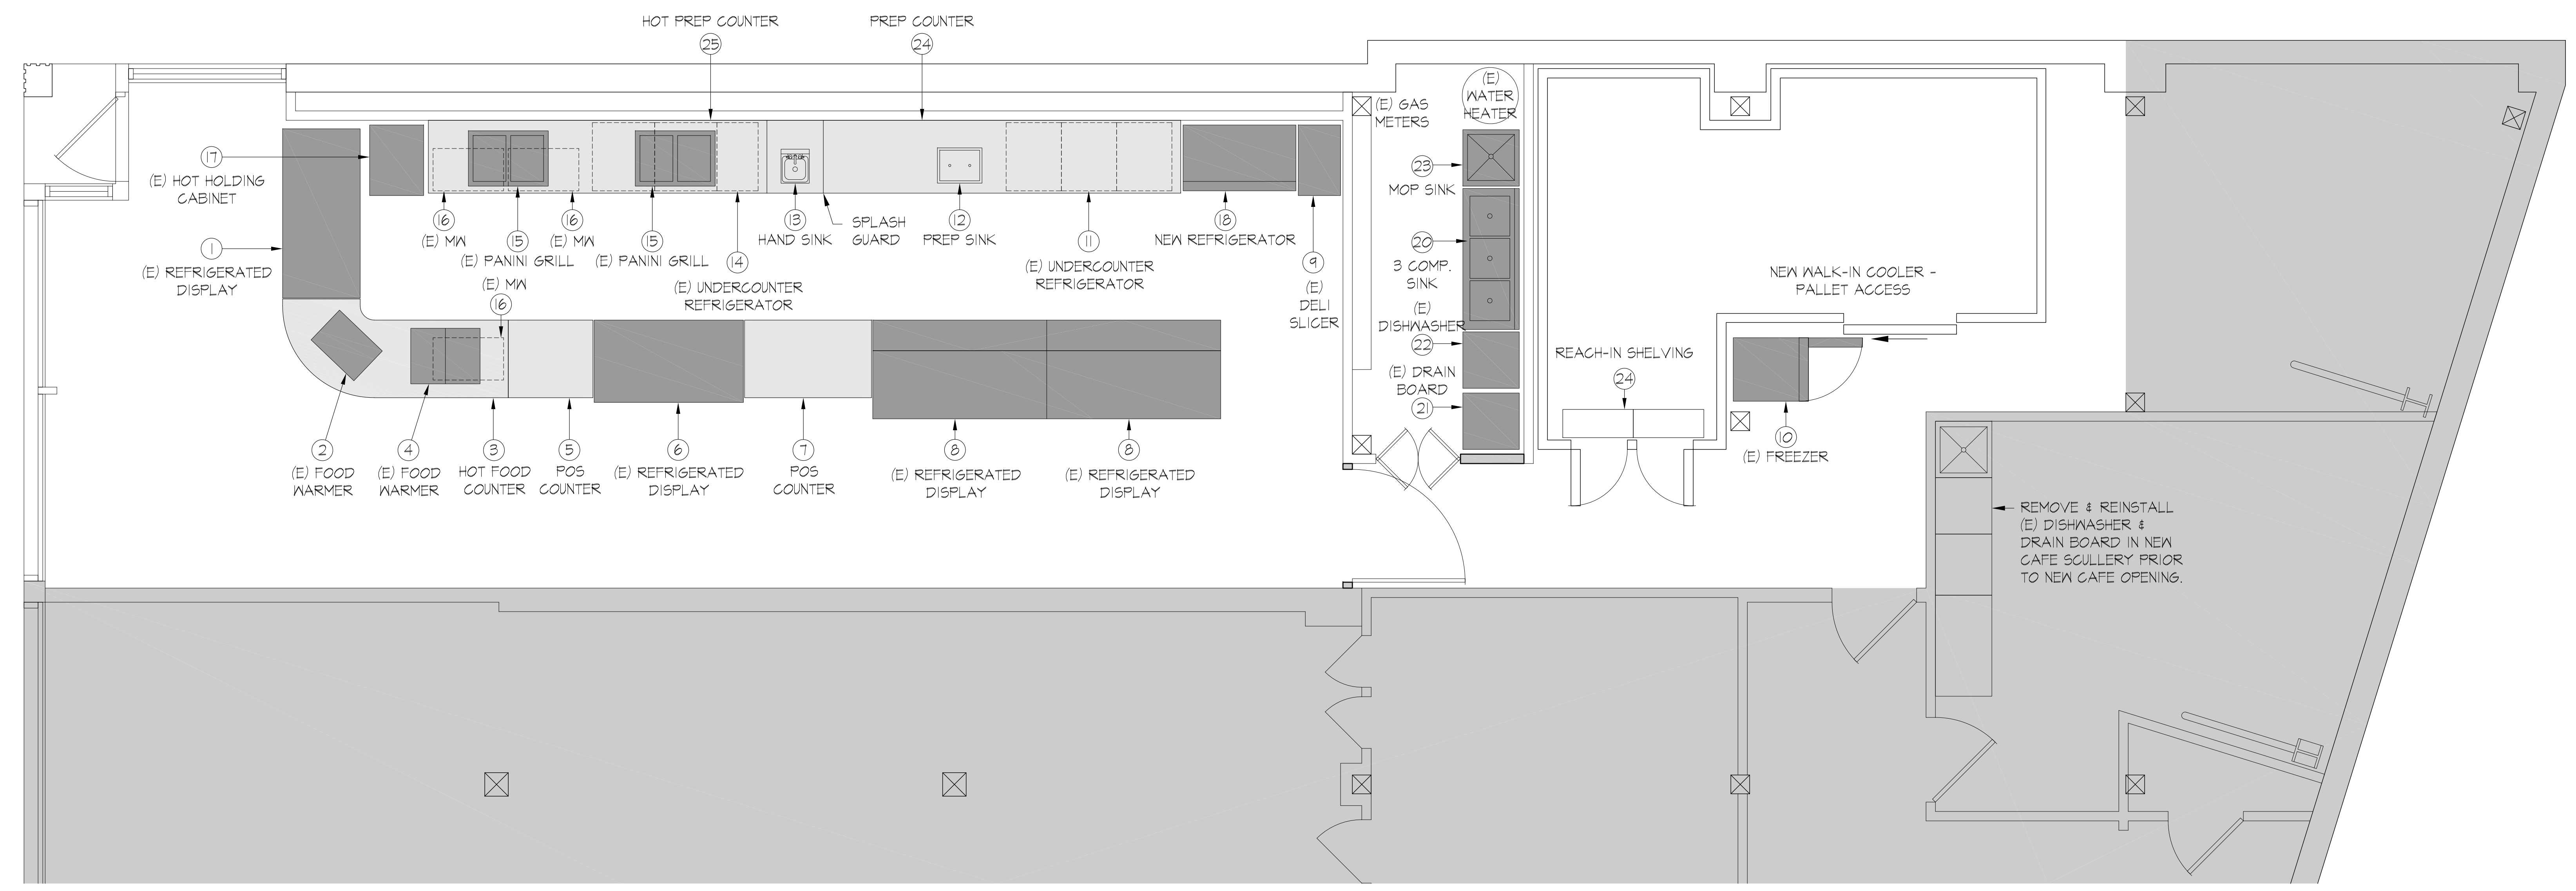 HOT PREP COUNTER
25
PREP COUNTER
24
(E)
WATER
HEATER
(E) GAS
METERS
17
(E) HOT HOLDING
CABINET
23
MOP SINK
16
(E) MW
15
(E) PANINI GRILL
16
(E) MW
15
(E) PANINI GRILL
14
(E) UNDERCOUNTER
REFRIGERATOR
13
HAND SINK
SPLASH
GUARD
12
PREP SINK
11
(E) UNDERCOUNTER
REFRIGERATOR
18
NEW REFRIGERATOR
9
(E)
DELI
SLICER
1
(E) REFRIGERATED
DISPLAY
(E) MW
16
20
3 COMP.
SINK
(E)
DISHWASHER
22
(E) DRAIN
BOARD
21
NEW WALK-IN COOLER -
PALLET ACCESS
REACH-IN SHELVING
24
10
(E) FREEZER
2
(E) FOOD
WARMER
4
(E) FOOD
WARMER
3
HOT FOOD
COUNTER
5
POS
COUNTER
6
(E) REFRIGERATED
DISPLAY
7
POS
COUNTER
8
(E) REFRIGERATED
DISPLAY
8
(E) REFRIGERATED
DISPLAY
REMOVE & REINSTALL
(E) DISHWASHER &
DRAIN BOARD IN NEW
CAFE SCULLERY PRIOR
TO NEW CAFE OPENING.